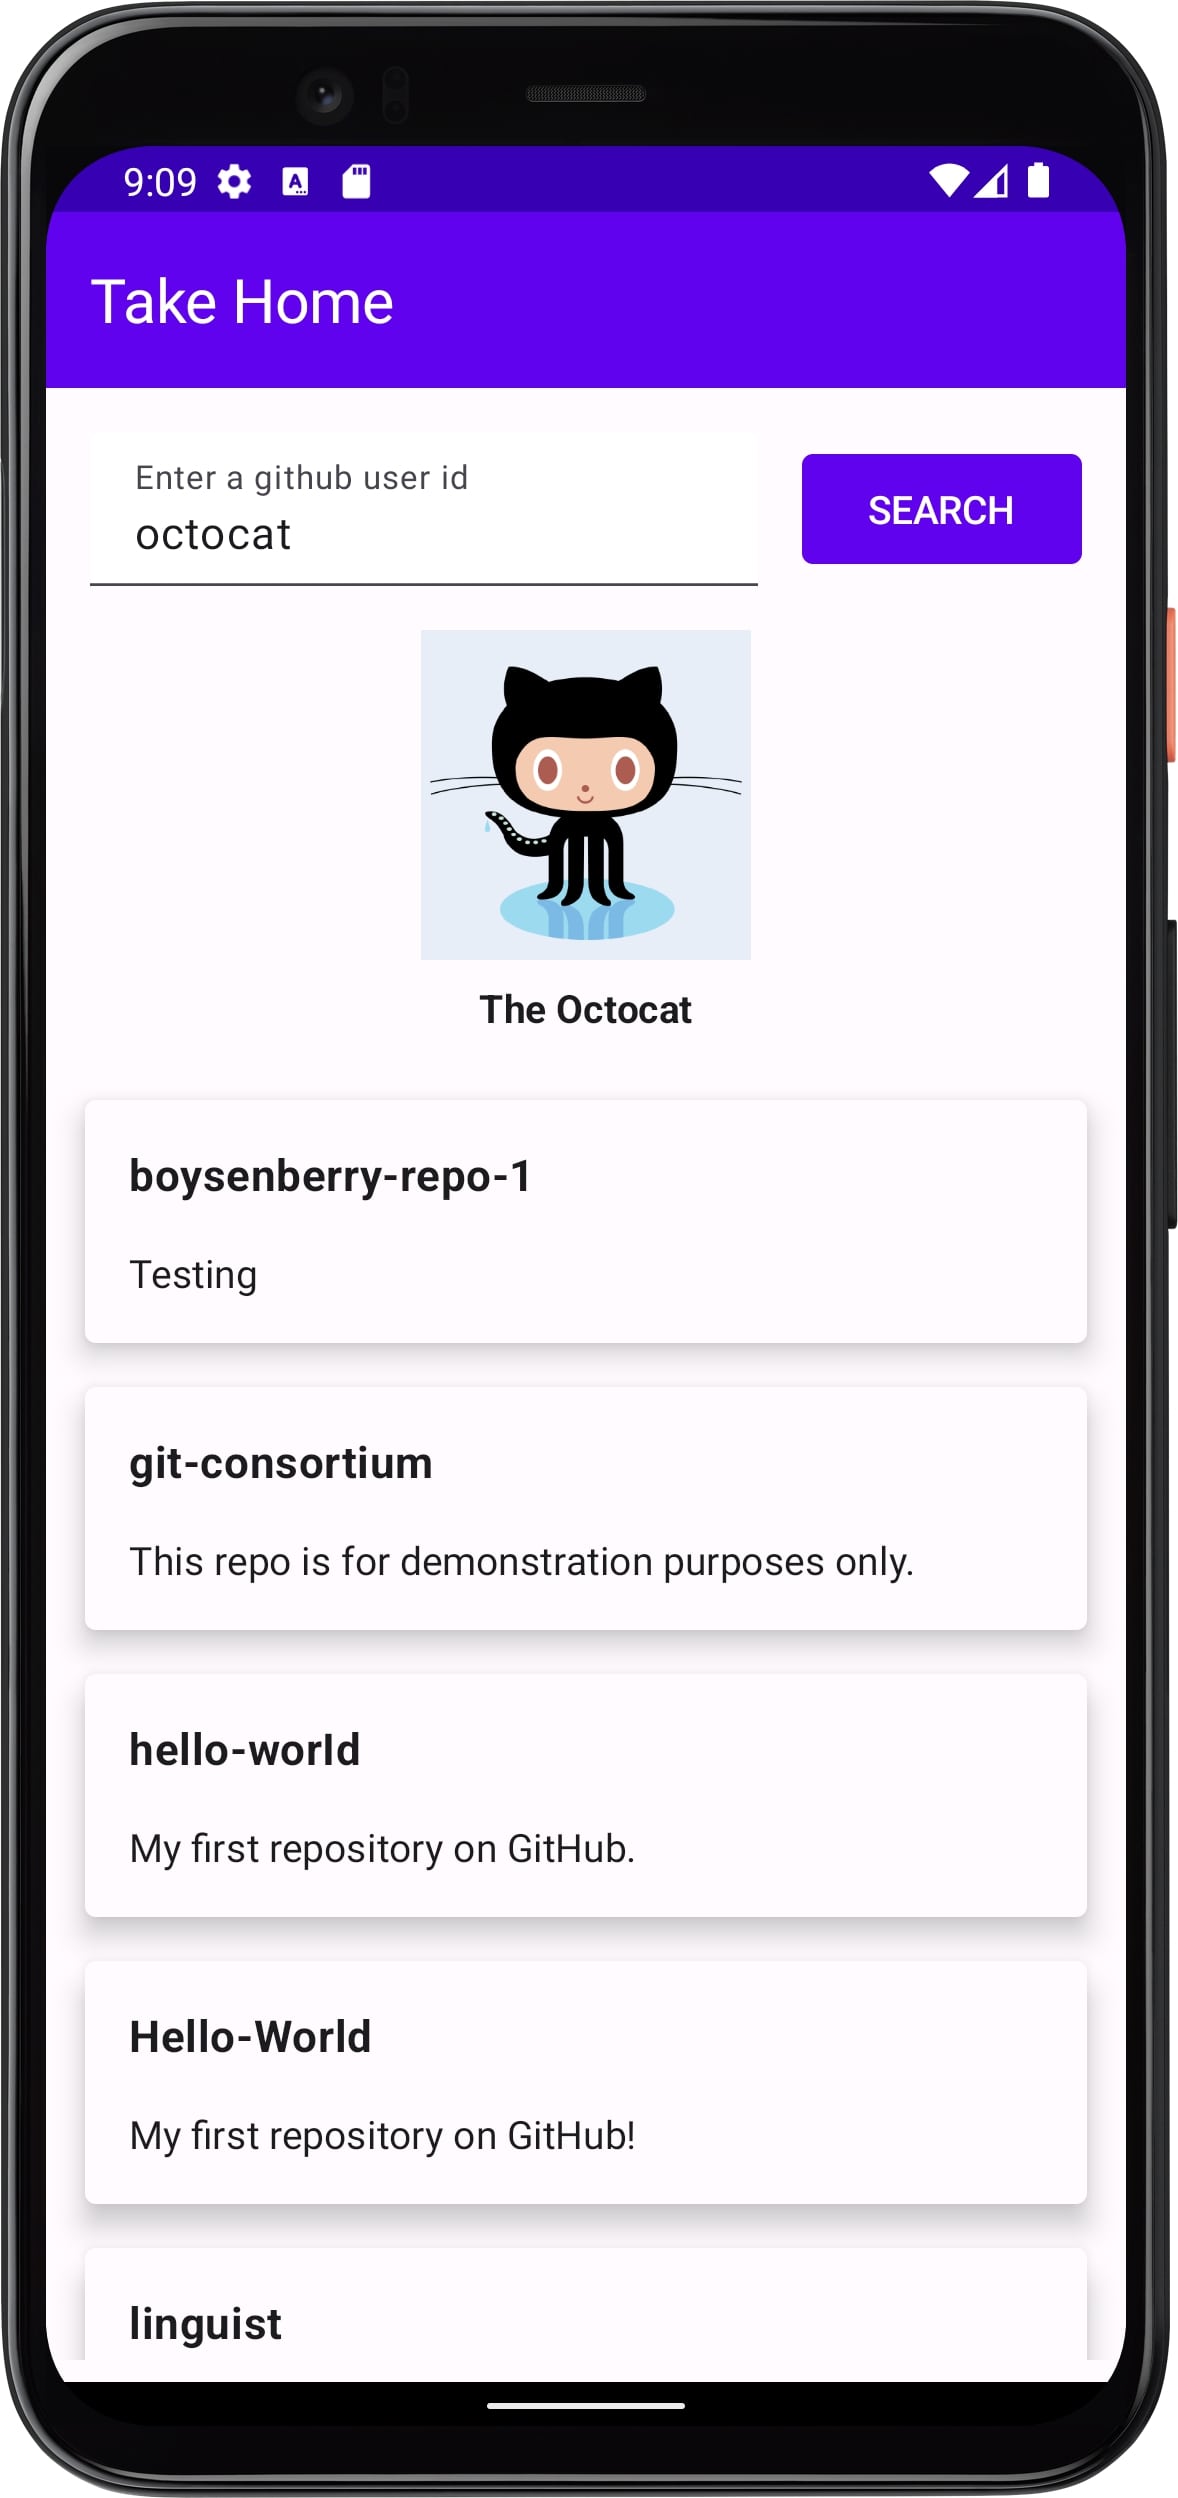 9:09
Take Home
Enter a github user id
octocat
SEARCH
The Octocat
boysenberry-repo-1
Testing
git-consortium
This repo is for demonstration purposes only.
hello-world
My first repository on GitHub.
Hello-World
My first repository on GitHub!
linguist